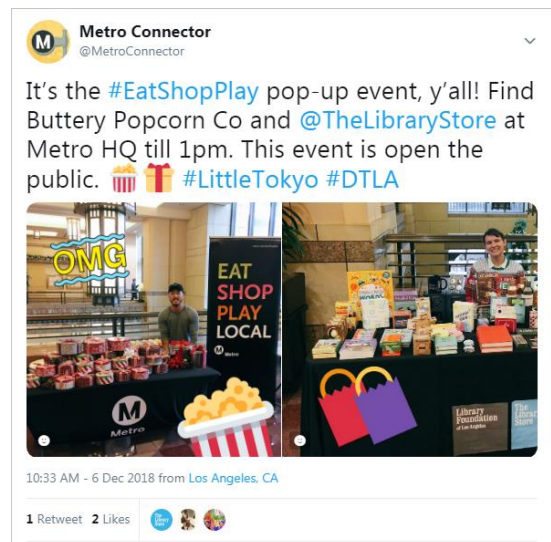 Metro Connector
@MetroConnector
It's the #EatShopPlay pop-up event, y'all! Find
Buttery Popcorn Co and @TheLibraryStore at
Metro HQ till 1pm. This event is open the
public. #LittleTokyo #DTLA
OMG
EAT
SHOP
PLAY
LOCAL
M Metro
M
Metro
Library
Foundation
of Los Angeles
The
Library
Store
10:33 AM - 6 Dec 2018 from Los Angeles, CA
1 Retweet 2 Likes